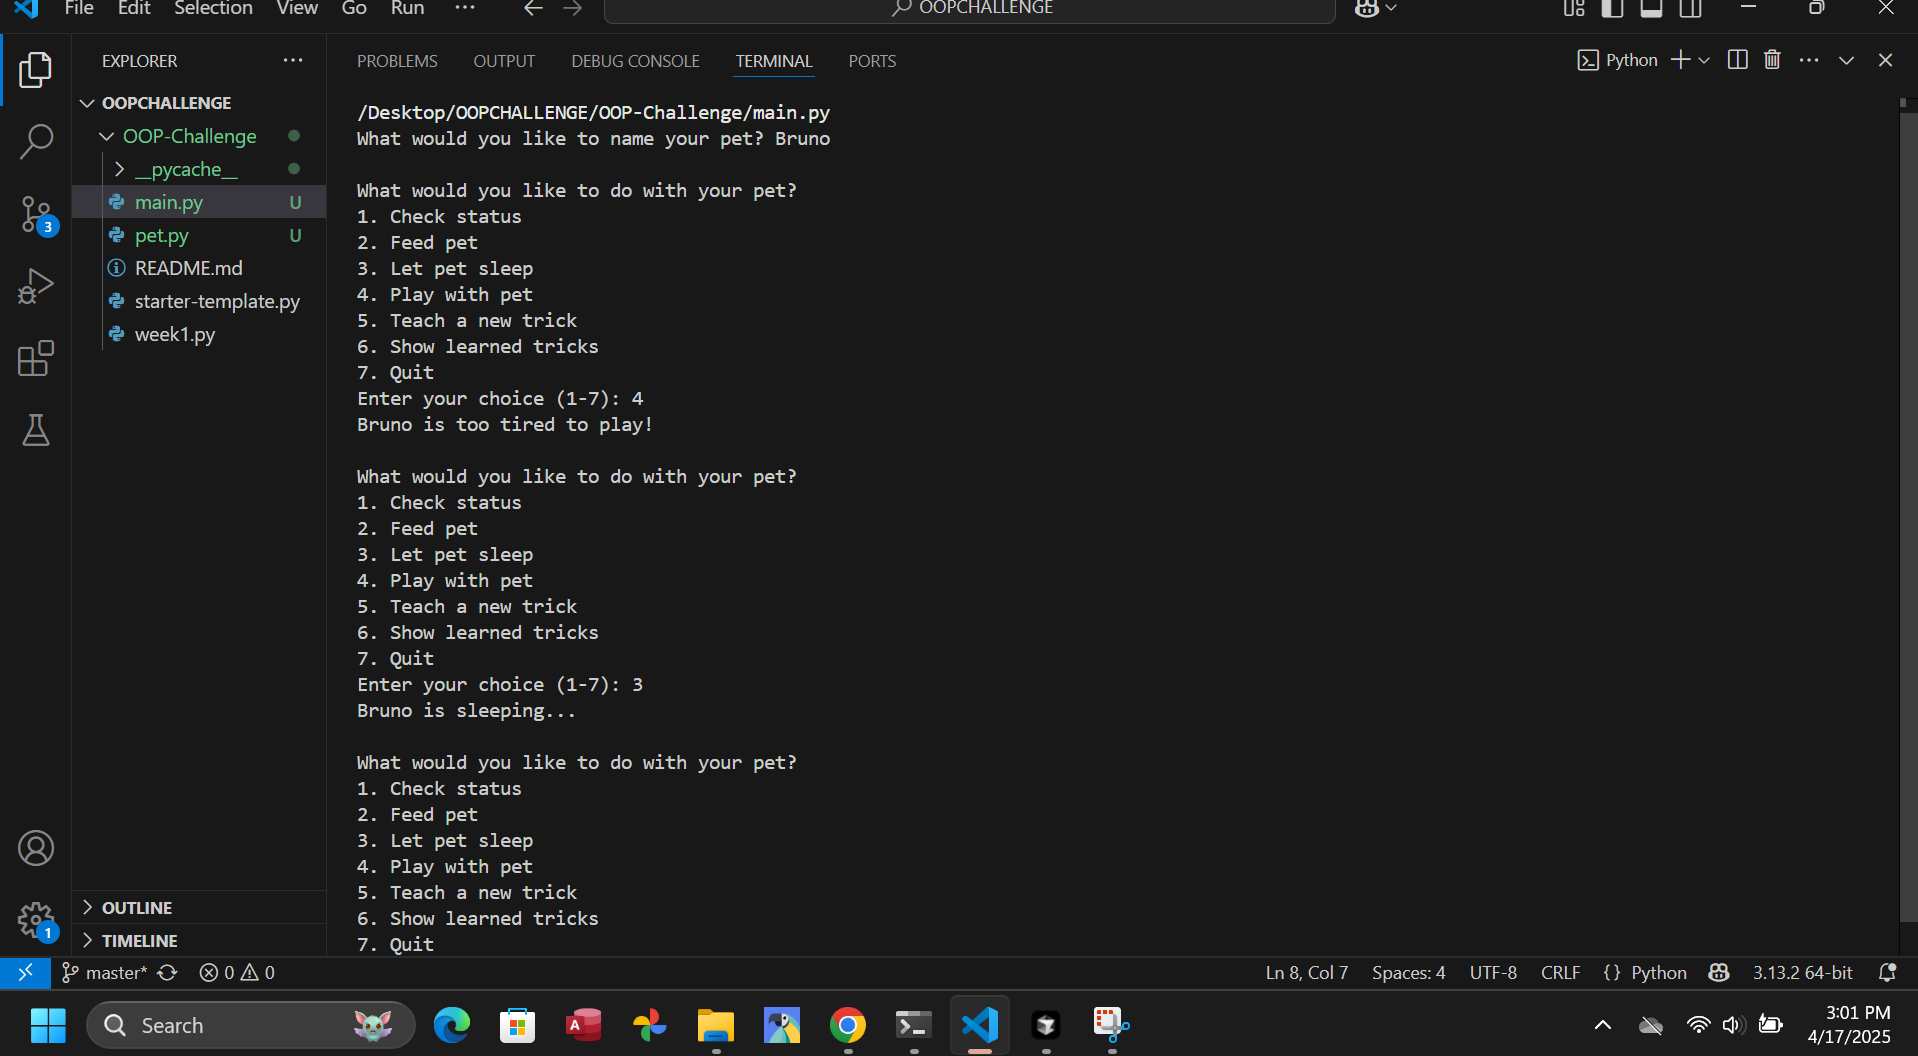 File Edit Selection View Go Run ··· OOPCHALLENGE
EXPLORER ···
OOPCHALLENGE
OOP-Challenge
__pycache__
main.py U
pet.py U
README.md
starter-template.py
week1.py
OUTLINE
TIMELINE
3
1
PROBLEMS OUTPUT DEBUG CONSOLE TERMINAL PORTS Python
/Desktop/OOPCHALLENGE/OOP-Challenge/main.py
What would you like to name your pet? Bruno
What would you like to do with your pet?
1. Check status
2. Feed pet
3. Let pet sleep
4. Play with pet
5. Teach a new trick
6. Show learned tricks
7. Quit
Enter your choice (1-7): 4
Bruno is too tired to play!
What would you like to do with your pet?
1. Check status
2. Feed pet
3. Let pet sleep
4. Play with pet
5. Teach a new trick
6. Show learned tricks
7. Quit
Enter your choice (1-7): 3
Bruno is sleeping...
What would you like to do with your pet?
1. Check status
2. Feed pet
3. Let pet sleep
4. Play with pet
5. Teach a new trick
6. Show learned tricks
7. Quit
master* 0 0 Ln 8, Col 7 Spaces: 4 UTF-8 CRLF {} Python 3.13.2 64-bit
Search
A
3:01 PM
4/17/2025